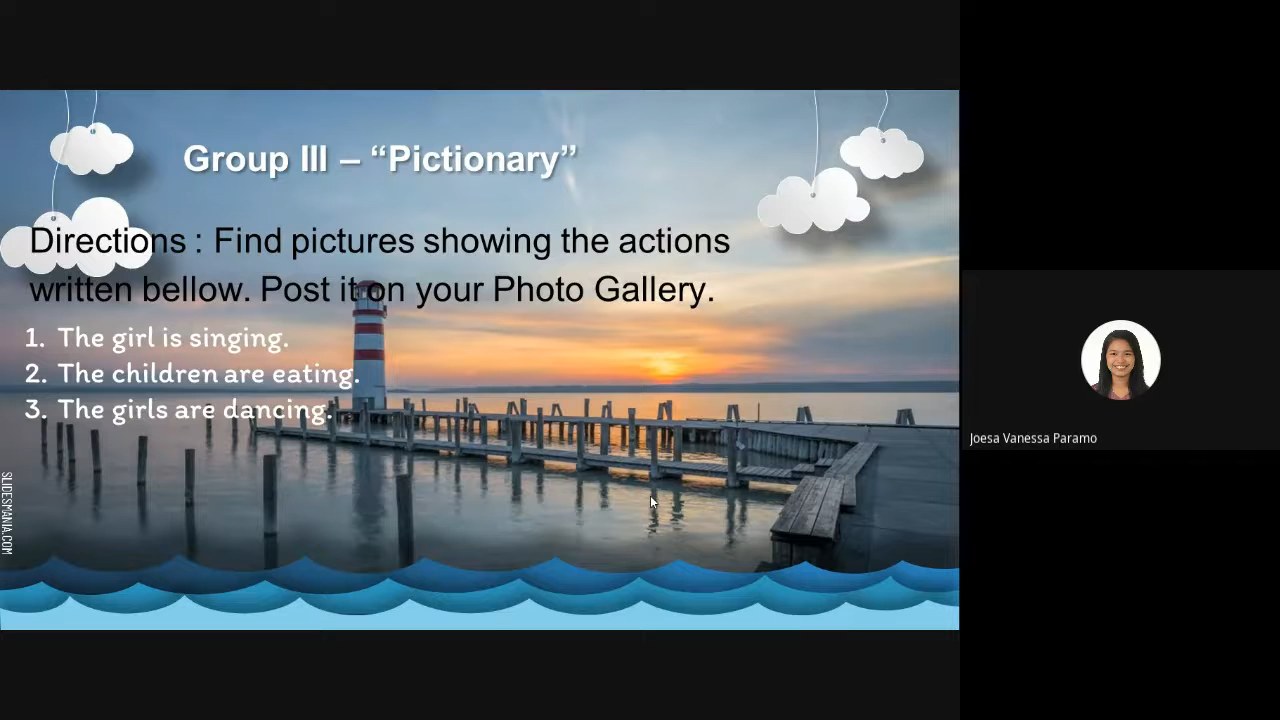 Group III – “Pictionary”
Directions : Find pictures showing the actions
written bellow. Post it on your Photo Gallery.
1. The girl is singing.
2. The children are eating.
3. The girls are dancing.
SLIDESMANIA.COM
Joesa Vanessa Paramo